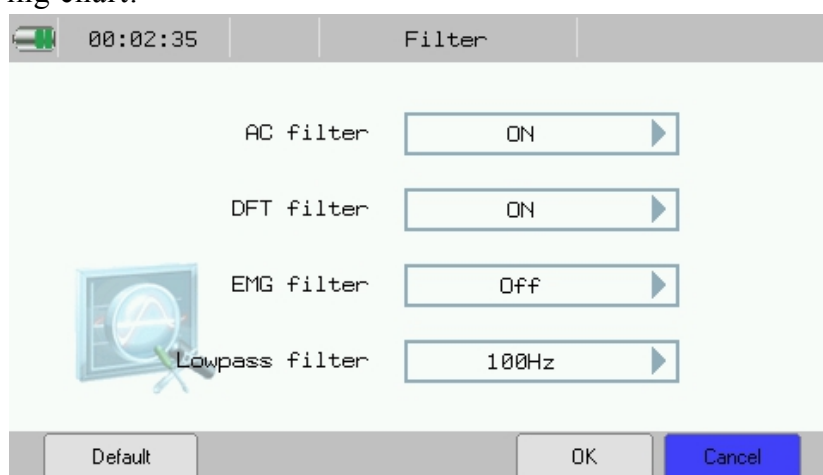 ing chart.
00:02:35 Filter
AC filter ON
DFT filter ON
EMG filter Off
Lowpass filter 100Hz
Default OK Cancel